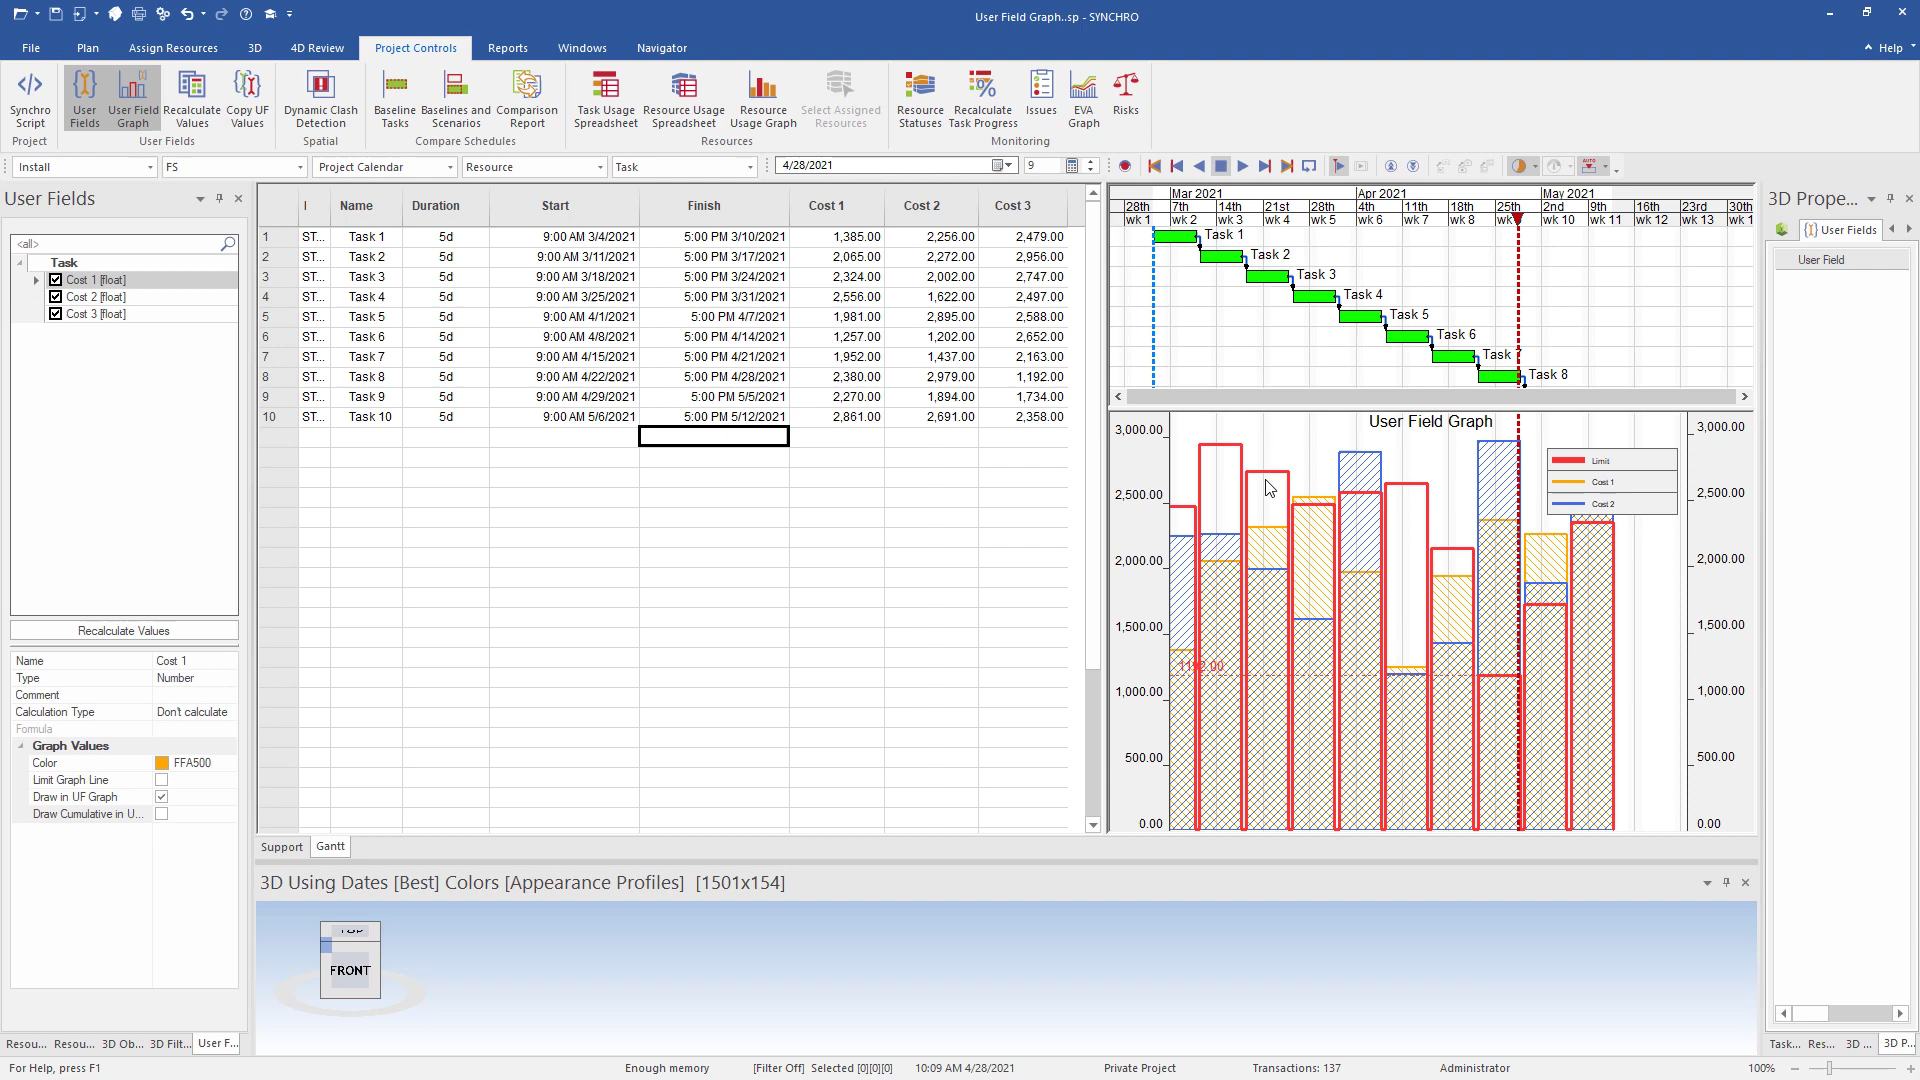 User Field Graph..sp - SYNCHRO
File Plan Assign Resources 3D 4D Review Project Controls Reports Windows Navigator Help
Synchro Script
User Fields
User Field Graph
Recalculate Values
Copy UF Values
Dynamic Clash Detection
Baseline Tasks
Baselines and Scenarios
Comparison Report
Task Usage Spreadsheet
Resource Usage Spreadsheet
Resource Usage Graph
Select Assigned Resources
Resource Statuses
Recalculate Task Progress
Issues
EVA Graph
Risks
Project User Fields Spatial Compare Schedules Resources Monitoring
Install FS Project Calendar Resource Task 4/28/2021 9
User Fields
<all>
Task
Cost 1 [float]
Cost 2 [float]
Cost 3 [float]
Recalculate Values
Name Cost 1
Type Number
Comment
Calculation Type Don't calculate
Formula
Graph Values
Color FFA500
Limit Graph Line
Draw in UF Graph
Draw Cumulative in U...
Resou... Resou... 3D Ob... 3D Filt... User F...
I Name Duration Start Finish Cost 1 Cost 2 Cost 3
1 ST... Task 1 5d 9:00 AM 3/4/2021 5:00 PM 3/10/2021 1,385.00 2,256.00 2,479.00
2 ST... Task 2 5d 9:00 AM 3/11/2021 5:00 PM 3/17/2021 2,065.00 2,272.00 2,956.00
3 ST... Task 3 5d 9:00 AM 3/18/2021 5:00 PM 3/24/2021 2,324.00 2,002.00 2,747.00
4 ST... Task 4 5d 9:00 AM 3/25/2021 5:00 PM 3/31/2021 2,556.00 1,622.00 2,497.00
5 ST... Task 5 5d 9:00 AM 4/1/2021 5:00 PM 4/7/2021 1,981.00 2,895.00 2,588.00
6 ST... Task 6 5d 9:00 AM 4/8/2021 5:00 PM 4/14/2021 1,257.00 1,202.00 2,652.00
7 ST... Task 7 5d 9:00 AM 4/15/2021 5:00 PM 4/21/2021 1,952.00 1,437.00 2,163.00
8 ST... Task 8 5d 9:00 AM 4/22/2021 5:00 PM 4/28/2021 2,380.00 2,979.00 1,192.00
9 ST... Task 9 5d 9:00 AM 4/29/2021 5:00 PM 5/5/2021 2,270.00 1,894.00 1,734.00
10 ST... Task 10 5d 9:00 AM 5/6/2021 5:00 PM 5/12/2021 2,861.00 2,691.00 2,358.00
Support Gantt
Mar 2021 Apr 2021 May 2021
28th 7th 14th 21st 28th 4th 11th 18th 25th 2nd 9th 16th 23rd 30th
wk 1 wk 2 wk 3 wk 4 wk 5 wk 6 wk 7 wk 8 wk wk 10 wk 11 wk 12 wk 13 wk 1
Task 1
Task 2
Task 3
Task 4
Task 5
Task 6
Task
Task 8
User Field Graph
3,000.00 3,000.00
2,500.00 2,500.00
2,000.00 2,000.00
1,500.00 1,500.00
1,000.00 1,000.00
500.00 500.00
0.00 0.00
1192.00
Limit
Cost 1
Cost 2
3D Using Dates [Best] Colors [Appearance Profiles] [1501x154]
TOP
FRONT
3D Prope...
User Fields
User Field
Task... Res... 3D ... 3D P...
For Help, press F1 Enough memory [Filter Off] Selected [0][0][0] 10:09 AM 4/28/2021 Private Project Transactions: 137 Administrator 100%